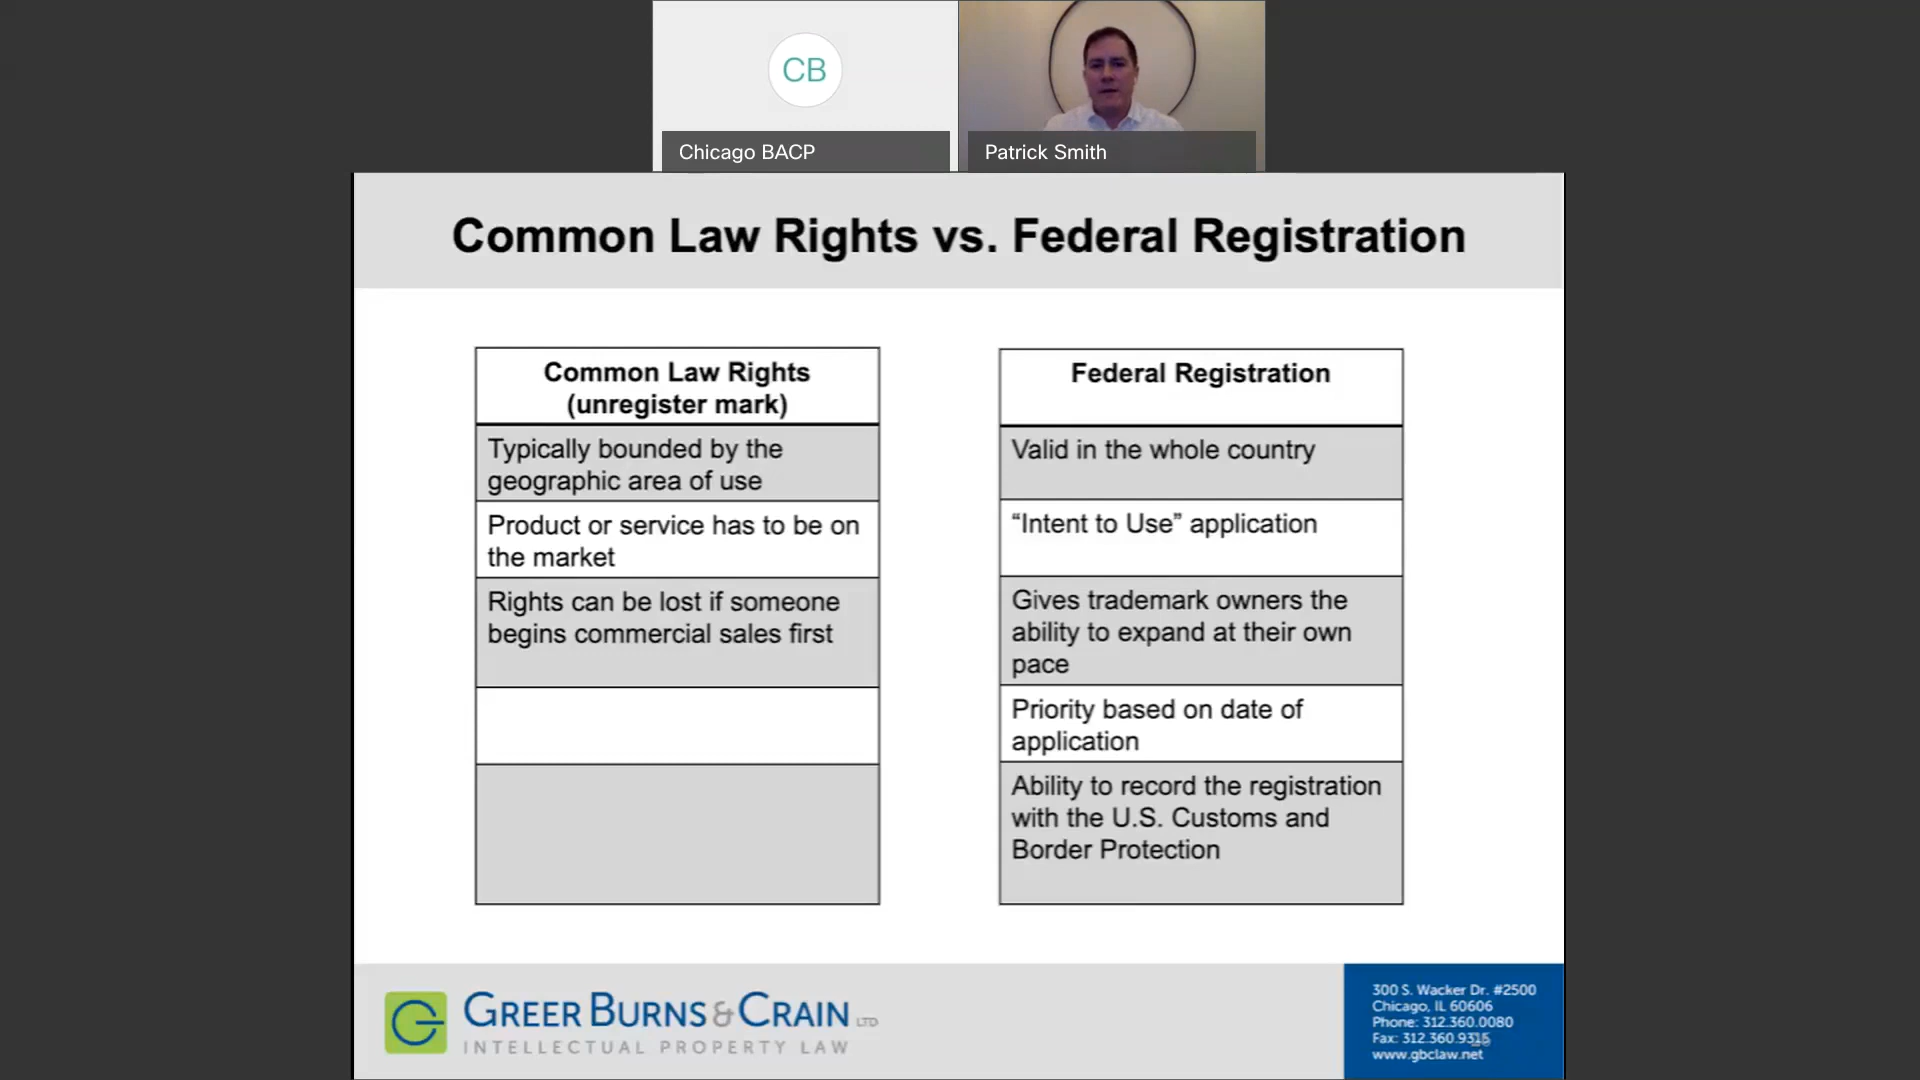 CB
Chicago BACP
Patrick Smith
Common Law Rights vs. Federal Registration
Common Law Rights
(unregister mark)
Typically bounded by the
geographic area of use
Product or service has to be on
the market
Rights can be lost if someone
begins commercial sales first
Federal Registration
Valid in the whole country
“Intent to Use” application
Gives trademark owners the
ability to expand at their own
pace
Priority based on date of
application
Ability to record the registration
with the U.S. Customs and
Border Protection
GREER BURNS & CRAIN LTD
INTELLECTUAL PROPERTY LAW
300 S. Wacker Dr. #2500
Chicago, IL 60606
Phone: 312.360.0080
Fax: 312.360.9315
www.gbclaw.net